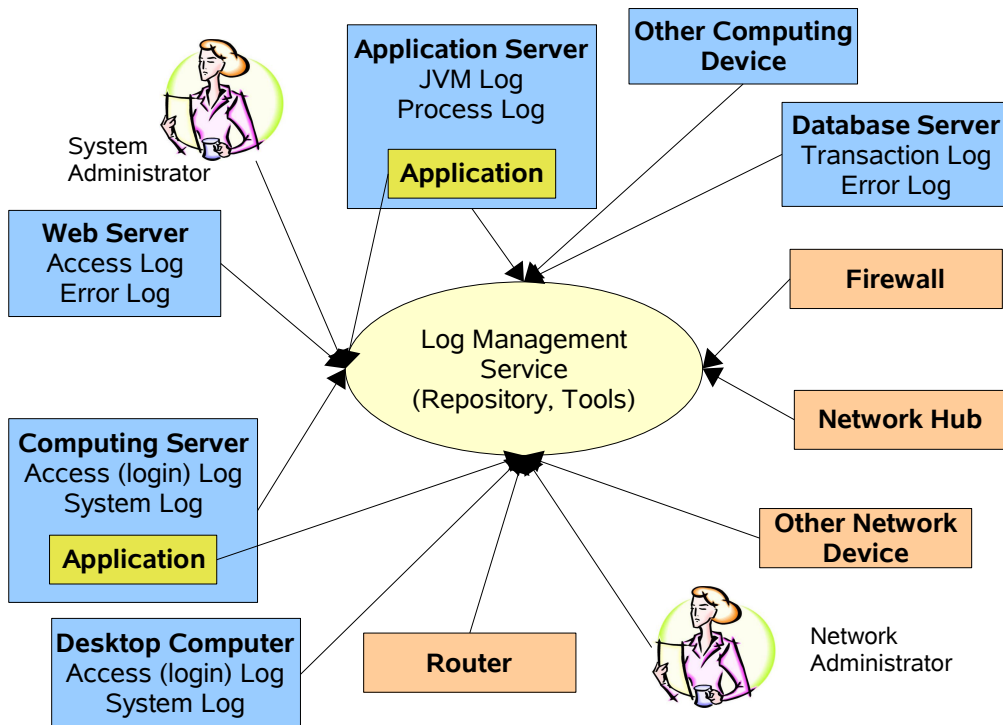 Application Server
JVM Log
Process Log
Application
Other Computing
Device
System
Administrator
Database Server
Transaction Log
Error Log
Web Server
Access Log
Error Log
Firewall
Log Management
Service
(Repository, Tools)
Network Hub
Computing Server
Access (login) Log
System Log
Application
Other Network
Device
Desktop Computer
Access (login) Log
System Log
Router
Network
Administrator